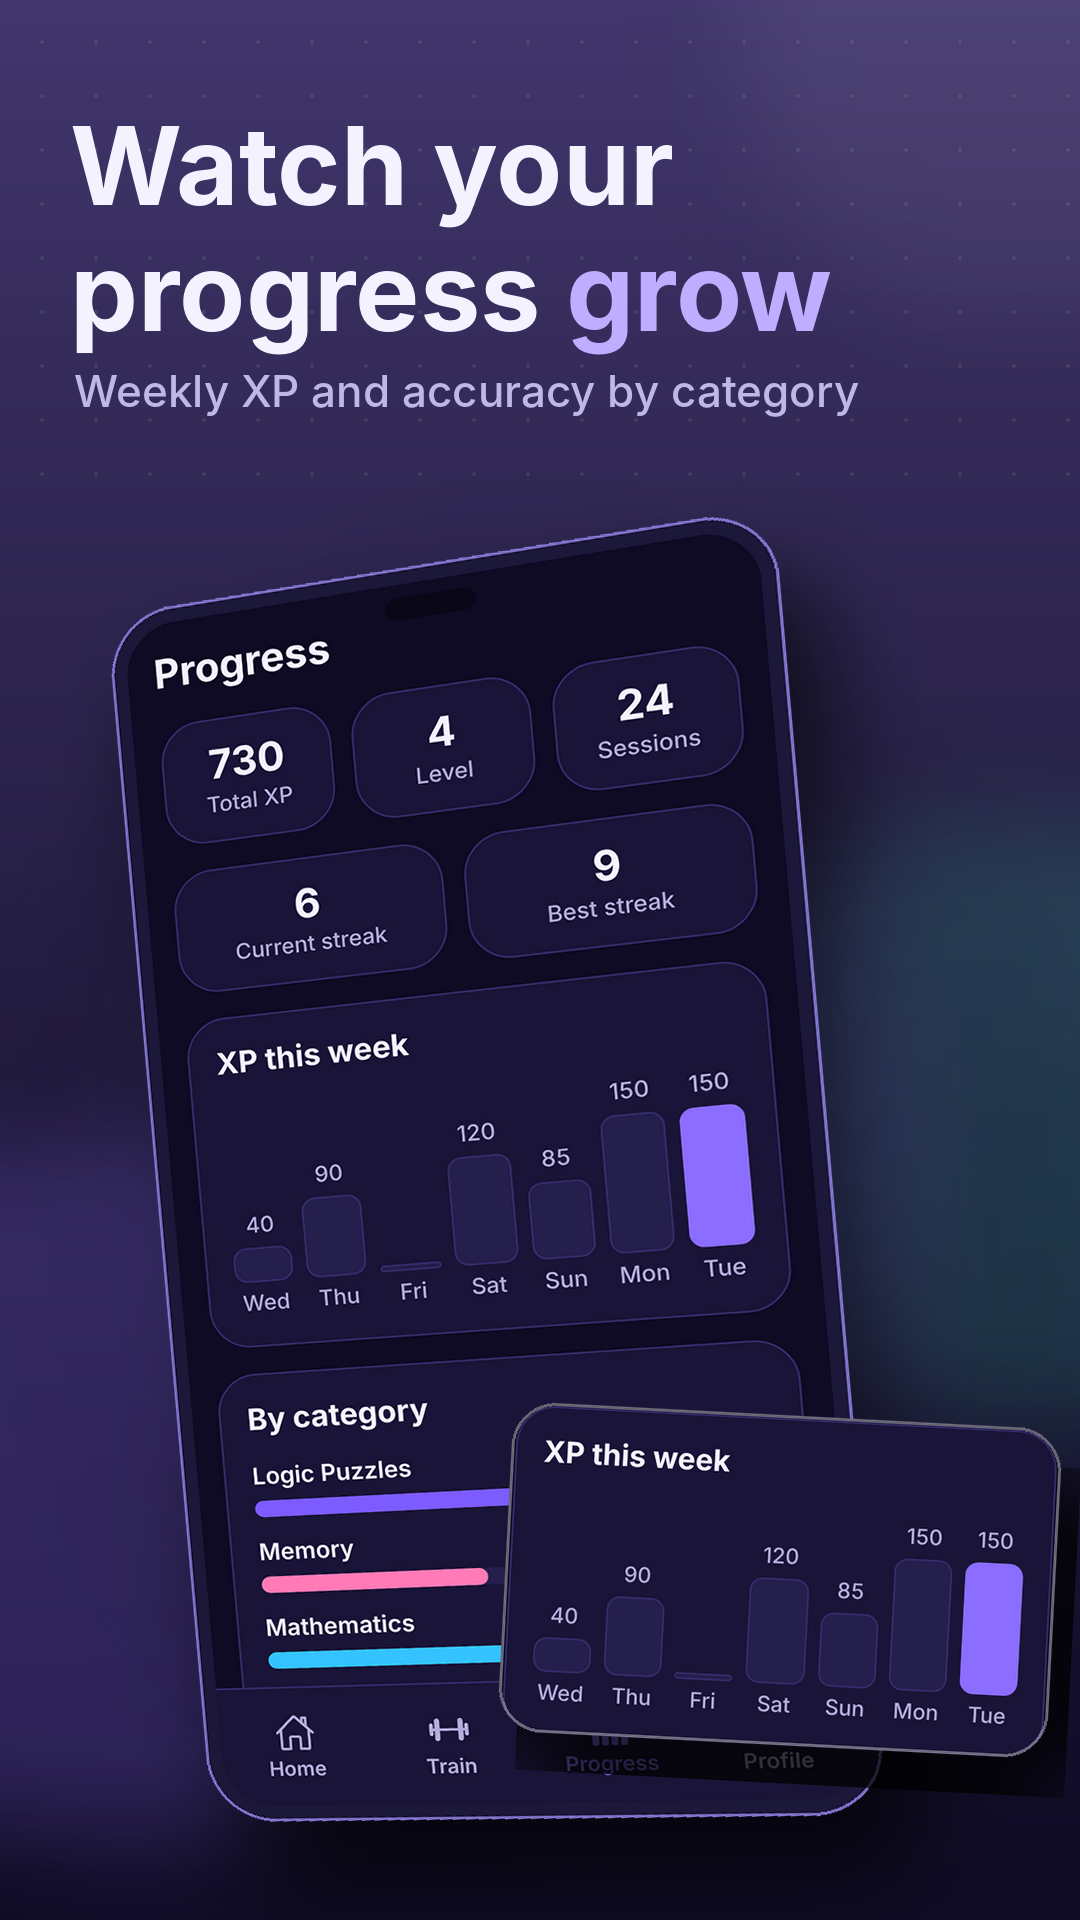 Watch your
progress grow
Weekly XP and accuracy by category
Progress
730
Total XP
4
Level
24
Sessions
6
Current streak
9
Best streak
XP this week
40
90
120
85
150
150
Wed
Thu
Fri
Sat
Sun
Mon
Tue
By category
Logic Puzzles
Memory
Mathematics
XP this week
40
90
120
85
150
150
Wed
Thu
Fri
Sat
Sun
Mon
Tue
Home
Train
Progress
Profile